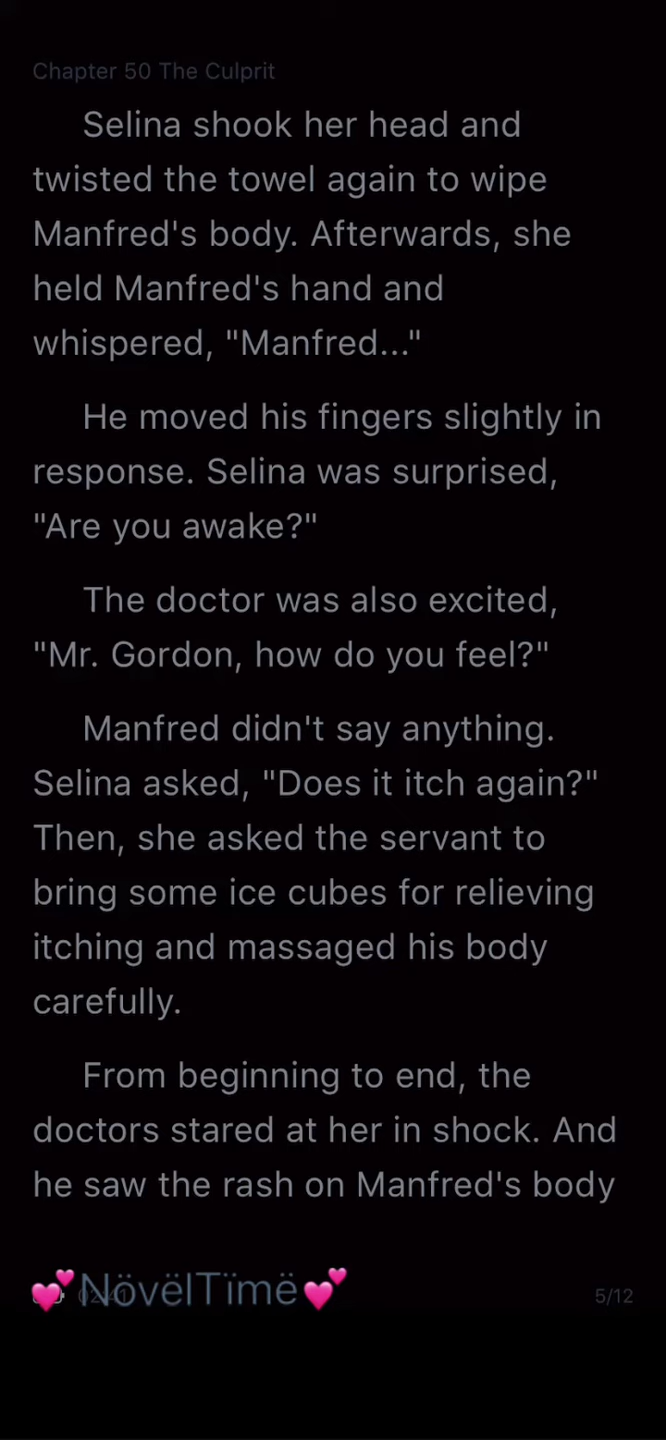 Chapter 50 The Culprit
Selina shook her head and
twisted the towel again to wipe
Manfred's body. Afterwards, she
held Manfred's hand and
whispered, "Manfred..."
He moved his fingers slightly in
response. Selina was surprised,
"Are you awake?"
The doctor was also excited,
"Mr. Gordon, how do you feel?"
Manfred didn't say anything.
Selina asked, "Does it itch again?"
Then, she asked the servant to
bring some ice cubes for relieving
itching and massaged his body
carefully.
From beginning to end, the
doctors stared at her in shock. And
he saw the rash on Manfred's body
💕NövëlTïmë💕
5/12